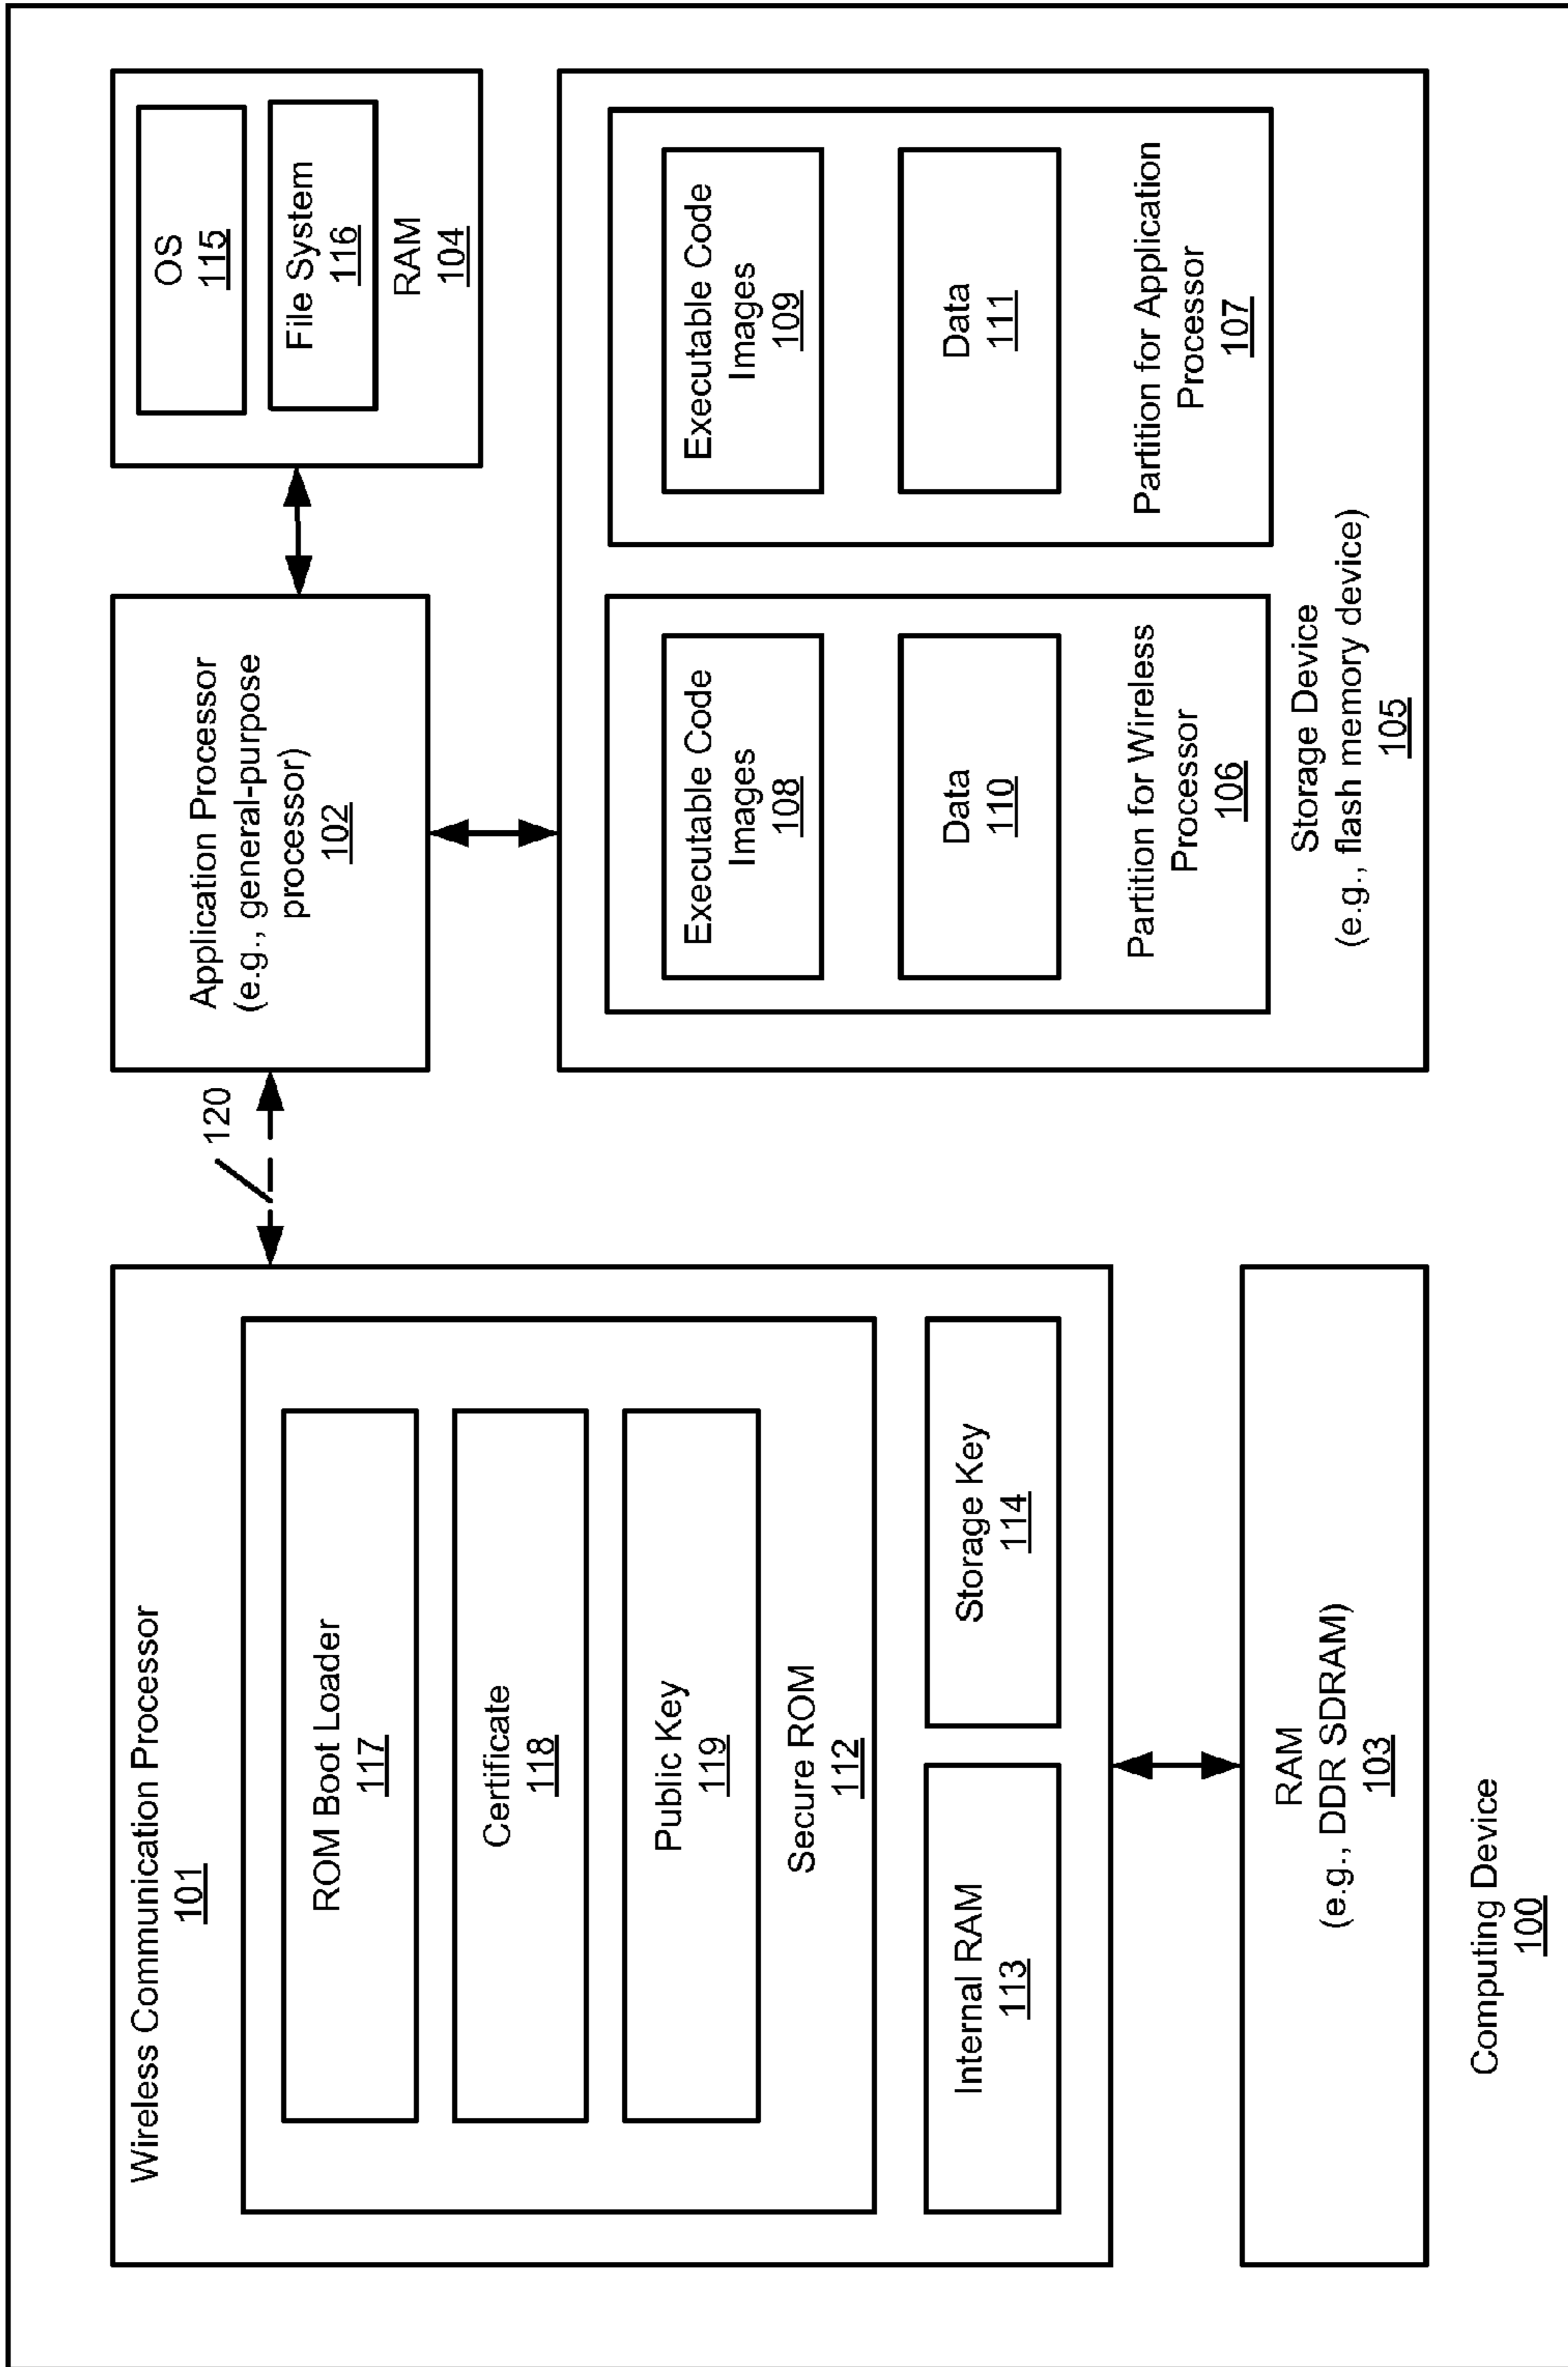 Wireless Communication Processor
101
ROM Boot Loader
117
Certificate
118
Public Key
119
Secure ROM
112
Internal RAM
113
Storage Key
114
RAM
(e.g., DDR SDRAM)
103
120
Application Processor
(e.g., general-purpose
processor)
102
OS
115
File System
116
RAM
104
Executable Code
Images
108
Data
110
Partition for Wireless
Processor
106
Executable Code
Images
109
Data
111
Partition for Application
Processor
107
Storage Device
(e.g., flash memory device)
105
Computing Device
100